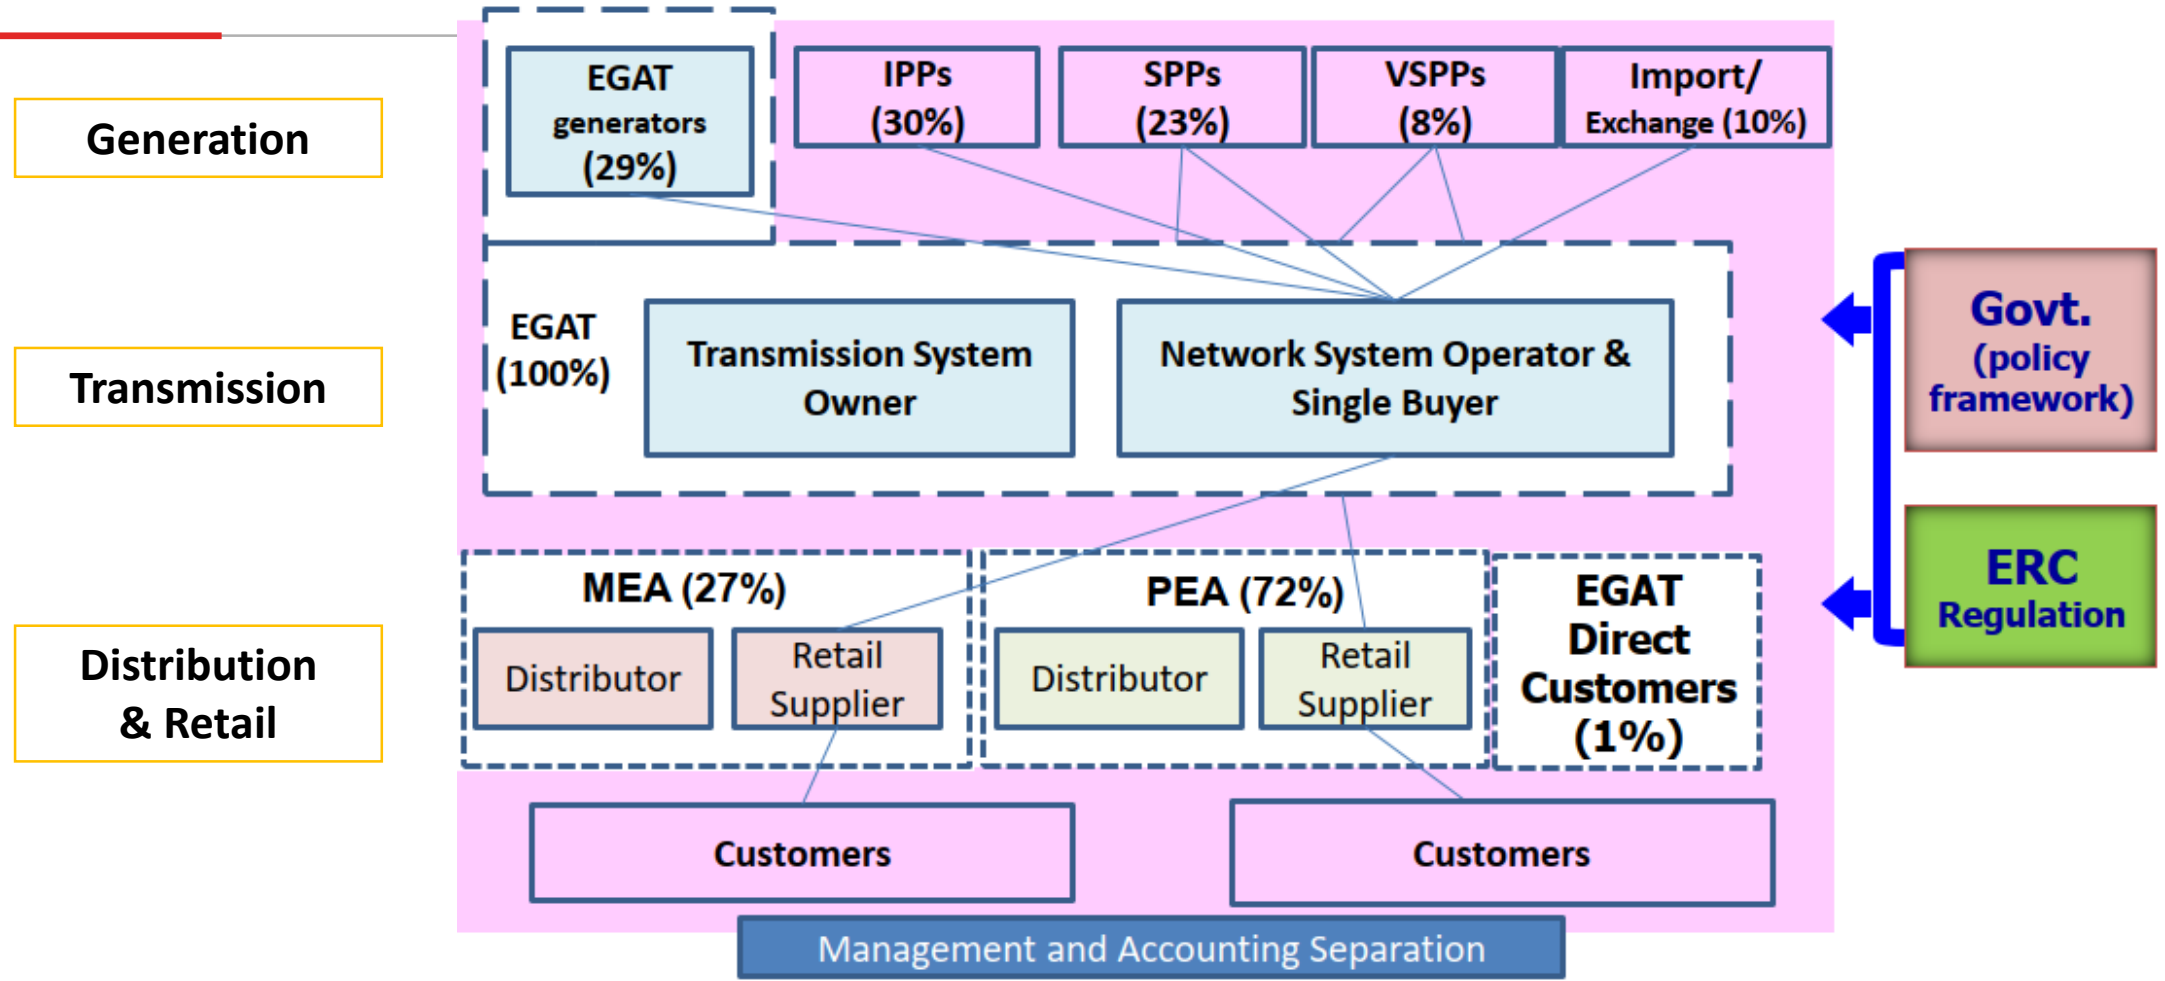 Generation
EGAT
generators
(29%)
IPPs
(30%)
SPPs
(23%)
VSPPs
(8%)
Import/
Exchange (10%)
Transmission
EGAT
(100%)
Transmission System
Owner
Network System Operator &
Single Buyer
Govt.
(policy
framework)
ERC
Regulation
Distribution
& Retail
MEA (27%)
Distributor
Retail
Supplier
PEA (72%)
Distributor
Retail
Supplier
EGAT
Direct
Customers
(1%)
Customers
Customers
Management and Accounting Separation